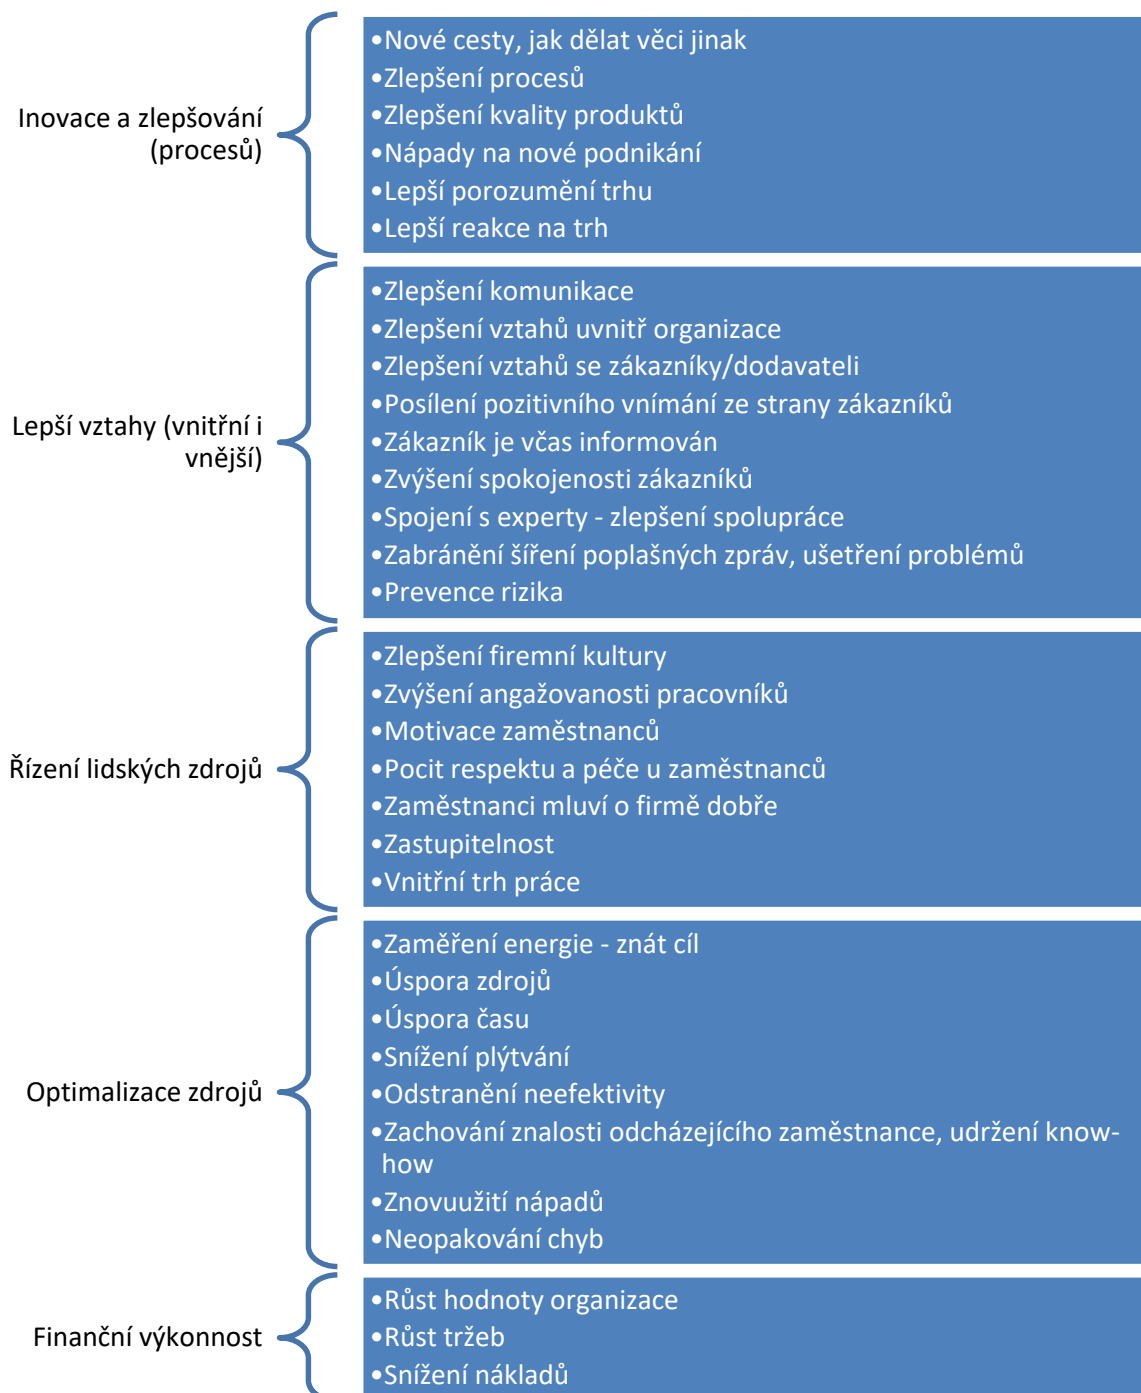 Inovace a zlepšování
(procesů)
•Nové cesty, jak dělat věci jinak
•Zlepšení procesů
•Zlepšení kvality produktů
•Nápady na nové podnikání
•Lepší porozumění trhu
•Lepší reakce na trh
Lepší vztahy (vnitřní i
vnější)
•Zlepšení komunikace
•Zlepšení vztahů uvnitř organizace
•Zlepšení vztahů se zákazníky/dodavateli
•Posílení pozitivního vnímání ze strany zákazníků
•Zákazník je včas informován
•Zvýšení spokojenosti zákazníků
•Spojení s experty - zlepšení spolupráce
•Zabránění šíření poplašných zpráv, ušetření problémů
•Prevence rizika
Řízení lidských zdrojů
•Zlepšení firemní kultury
•Zvýšení angažovanosti pracovníků
•Motivace zaměstnanců
•Pocit respektu a péče u zaměstnanců
•Zaměstnanci mluví o firmě dobře
•Zastupitelnost
•Vnitřní trh práce
Optimalizace zdrojů
•Zaměření energie - znát cíl
•Úspora zdrojů
•Úspora času
•Snížení plýtvání
•Odstranění neefektivity
•Zachování znalosti odcházejícího zaměstnance, udržení know-
how
•Znovuužití nápadů
•Neopakování chyb
Finanční výkonnost
•Růst hodnoty organizace
•Růst tržeb
•Snížení nákladů